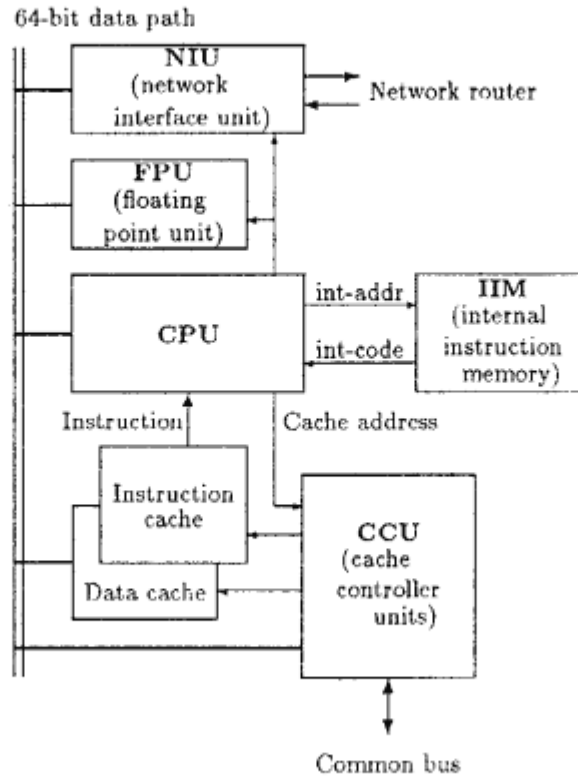 64-bit data path
NIU
(network
interface unit)
Network router
FPU
(floating
point unit)
CPU
int-addr
int-code
IIM
(internal
instruction
memory)
Instruction
Cache address
Instruction
cache
Data cache
CCU
(cache
controller
units)
Common bus